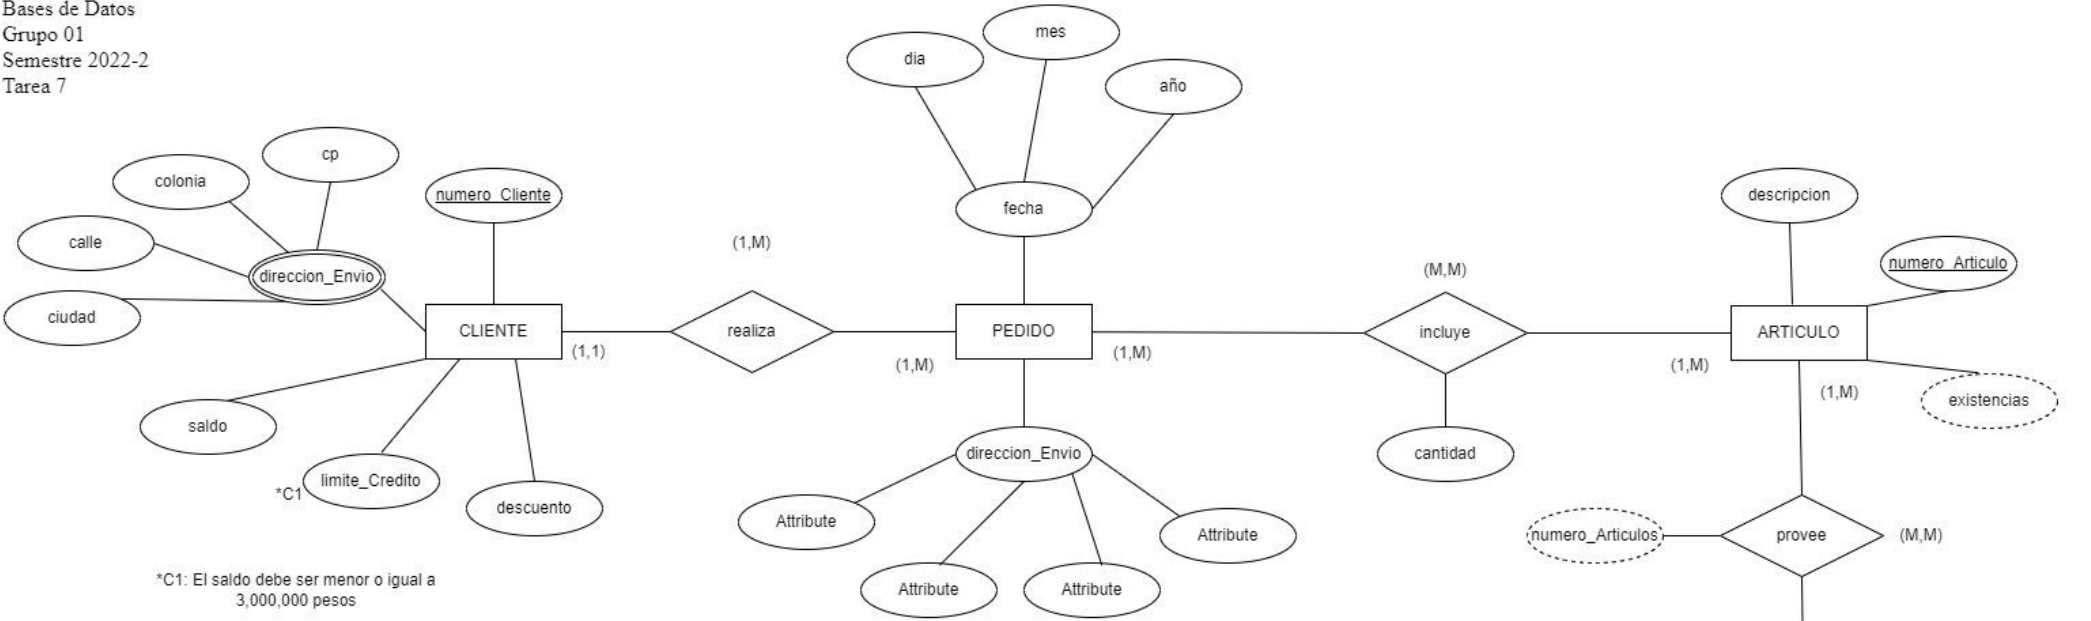 Bases de Datos
Grupo 01
Semestre 2022-2
Tarea 7
dia
mes
año
fecha
cp
colonia
calle
ciudad
direccion_Envio
numero_Cliente
CLIENTE
(1,1)
saldo
*C1
limite_Credito
descuento
*C1: El saldo debe ser menor o igual a
3,000,000 pesos
(1,M)
realiza
(1,M)
PEDIDO
(1,M)
direccion_Envio
Attribute
Attribute
Attribute
Attribute
(M,M)
incluye
cantidad
(1,M)
descripcion
numero_Articulo
ARTICULO
existencias
(1,M)
numero_Articulos
provee
(M,M)